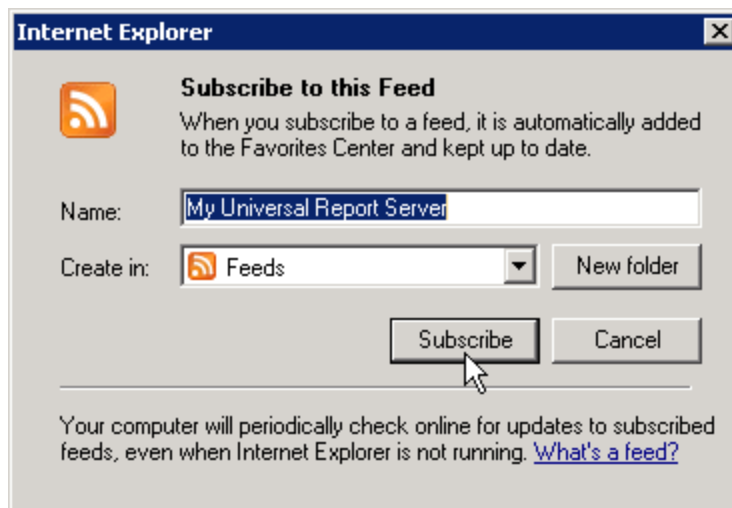 Internet Explorer
Subscribe to this Feed
When you subscribe to a feed, it is automatically added
to the Favorites Center and kept up to date.
Name: My Universal Report Server
Create in: Feeds New folder
Subscribe Cancel
Your computer will periodically check online for updates to subscribed
feeds, even when Internet Explorer is not running. What's a feed?